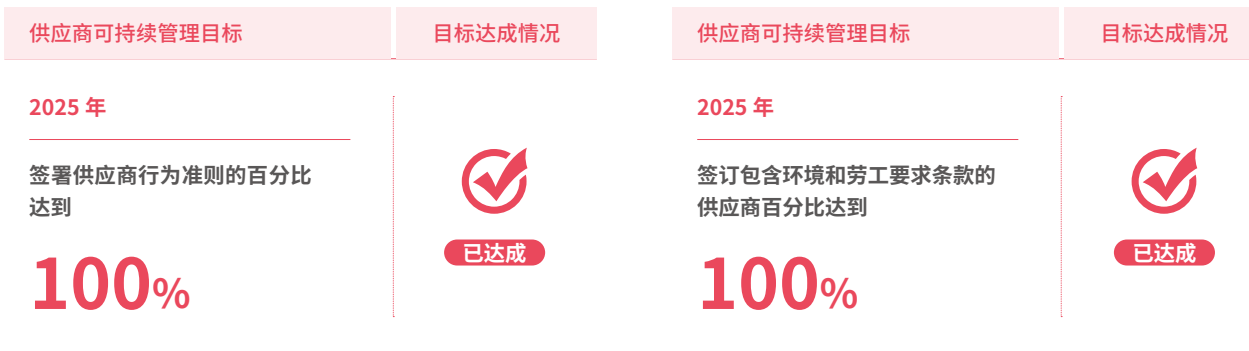 供应商可持续管理目标
目标达成情况
2025 年
签署供应商行为准则的百分比
达到
100%
已达成
供应商可持续管理目标
目标达成情况
2025 年
签订包含环境和劳工要求条款的
供应商百分比达到
100%
已达成